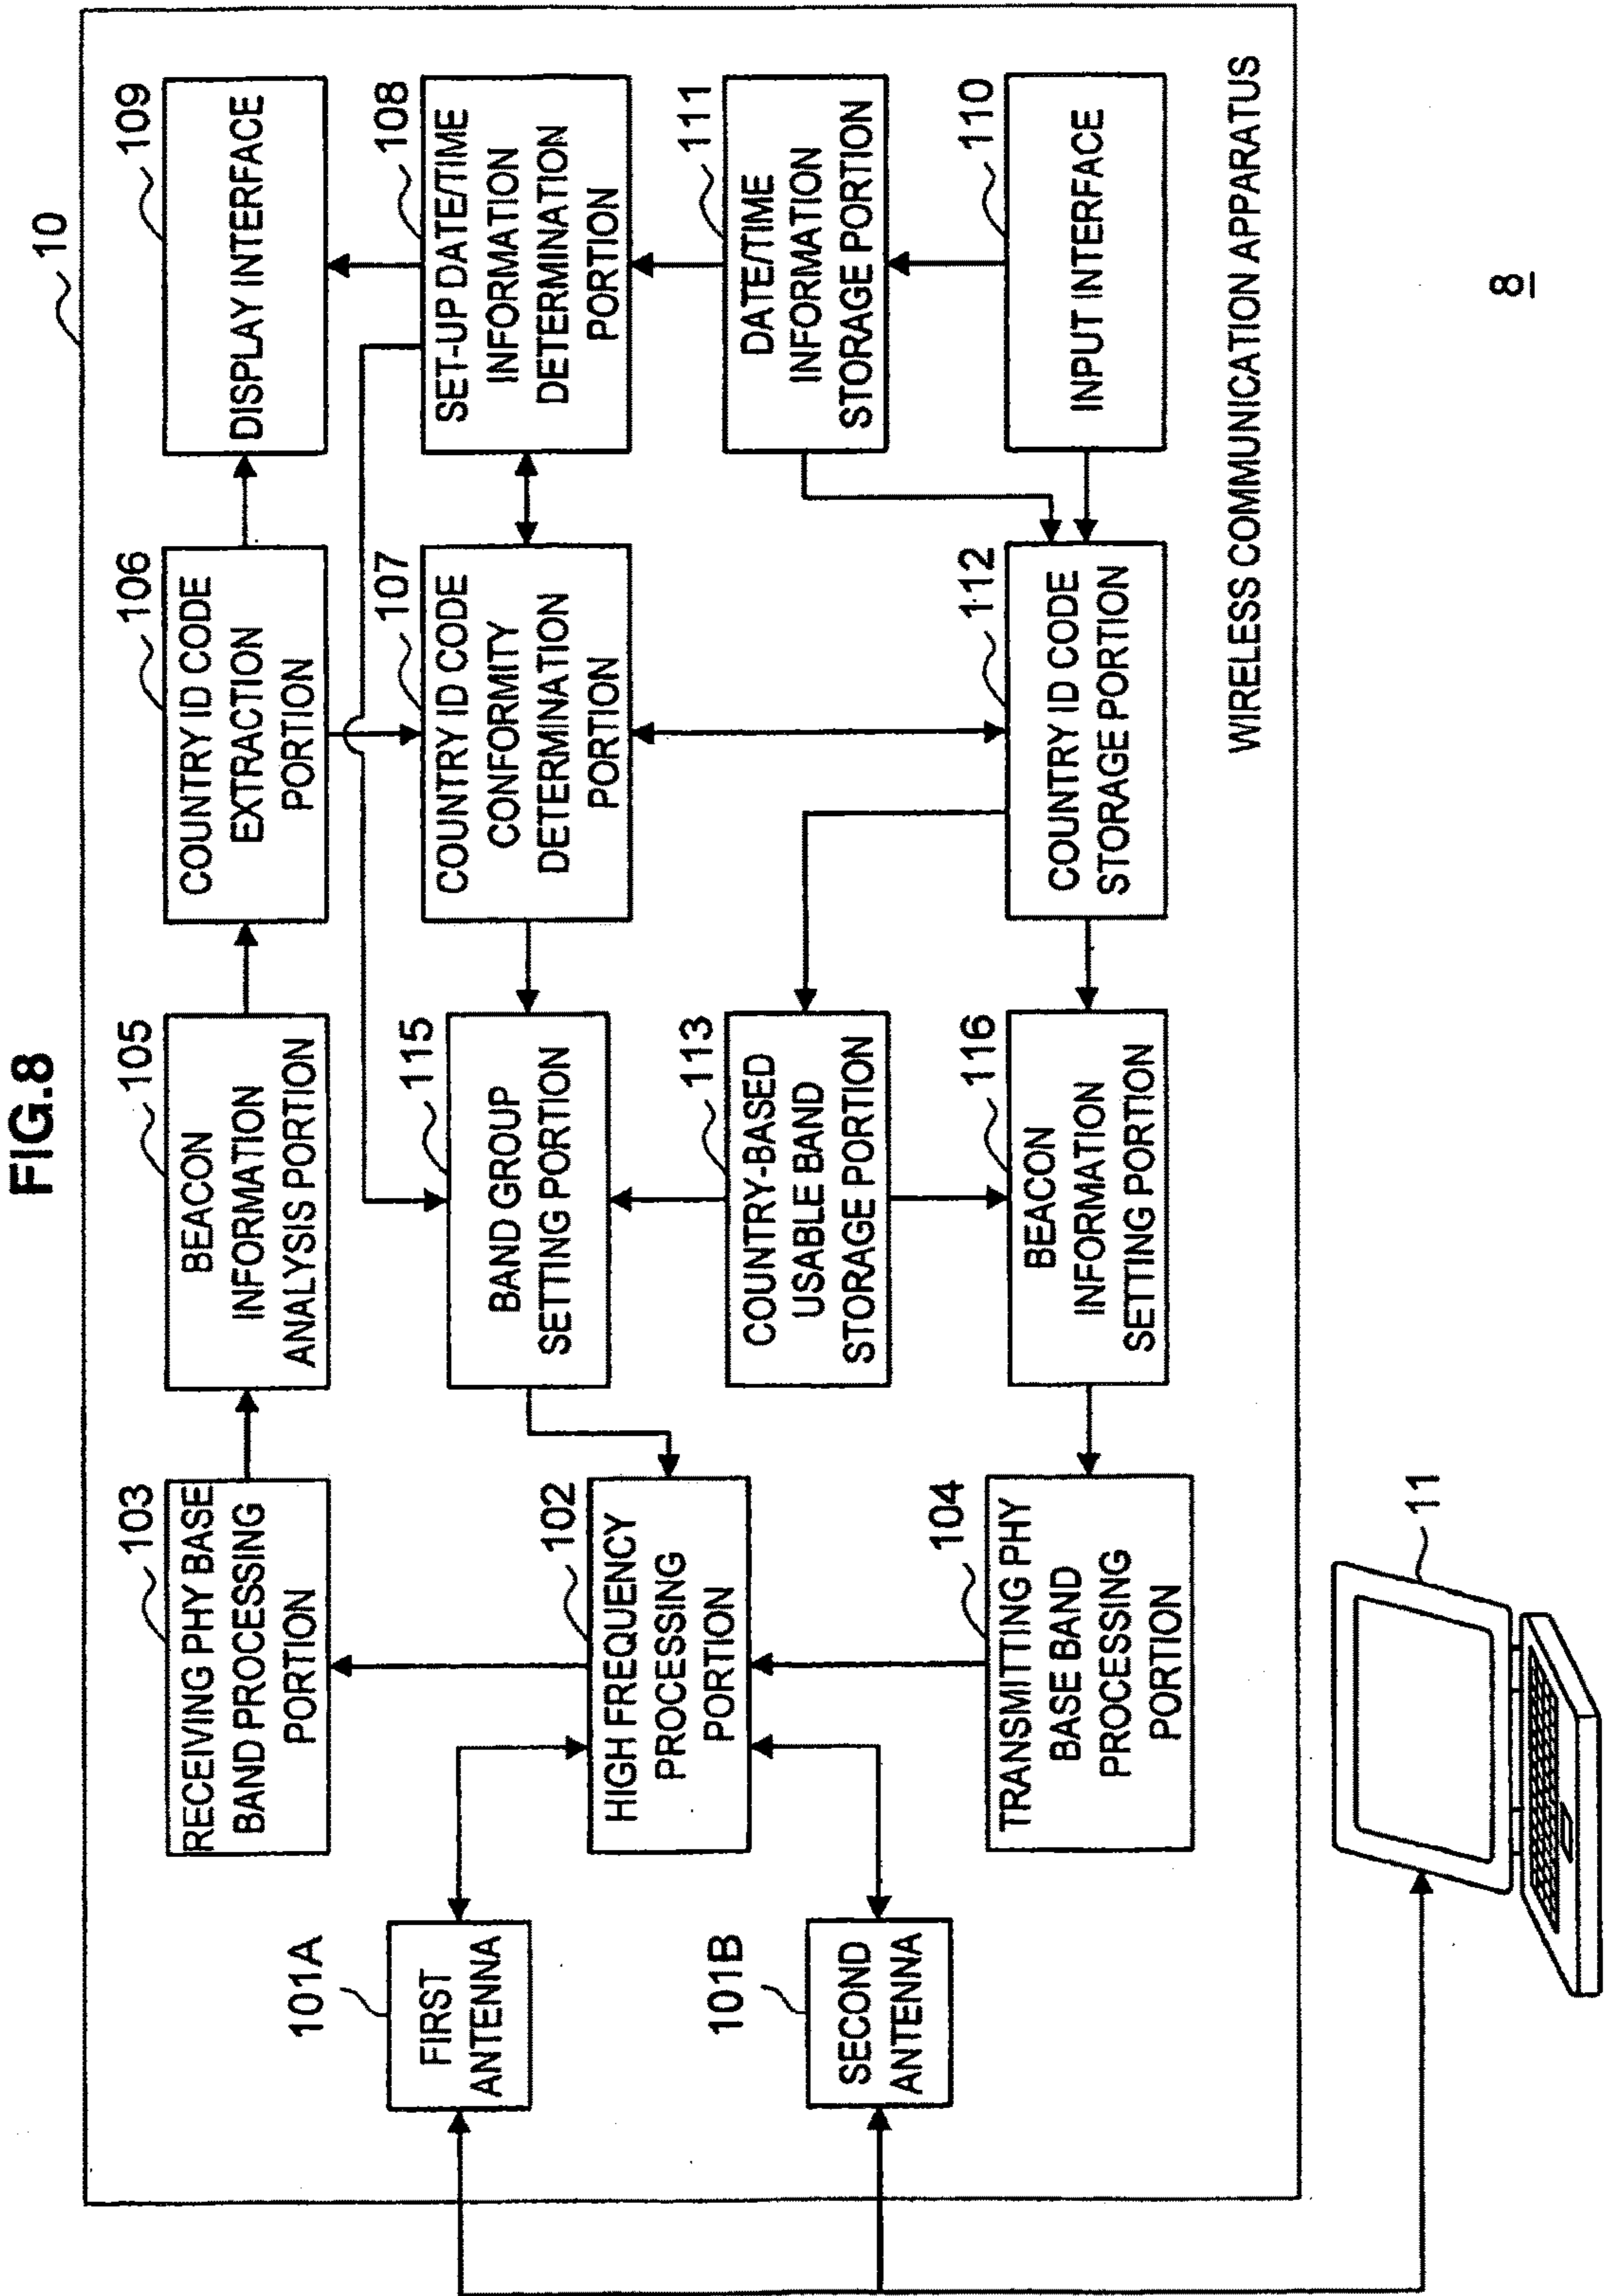 FIG.8
10
103
RECEIVING PHY BASE
BAND PROCESSING
PORTION
105
BEACON
INFORMATION
ANALYSIS PORTION
106
COUNTRY ID CODE
EXTRACTION
PORTION
109
DISPLAY INTERFACE
101A
FIRST
ANTENNA
102
HIGH FREQUENCY
PROCESSING
PORTION
115
BAND GROUP
SETTING PORTION
107
COUNTRY ID CODE
CONFORMITY
DETERMINATION
PORTION
108
SET-UP DATE/TIME
INFORMATION
DETERMINATION
PORTION
101B
SECOND
ANTENNA
113
COUNTRY-BASED
USABLE BAND
STORAGE PORTION
111
DATE/TIME
INFORMATION
STORAGE PORTION
104
TRANSMITTING PHY
BASE BAND
PROCESSING
PORTION
116
BEACON
INFORMATION
SETTING PORTION
112
COUNTRY ID CODE
STORAGE PORTION
110
INPUT INTERFACE
WIRELESS COMMUNICATION APPARATUS
11
8